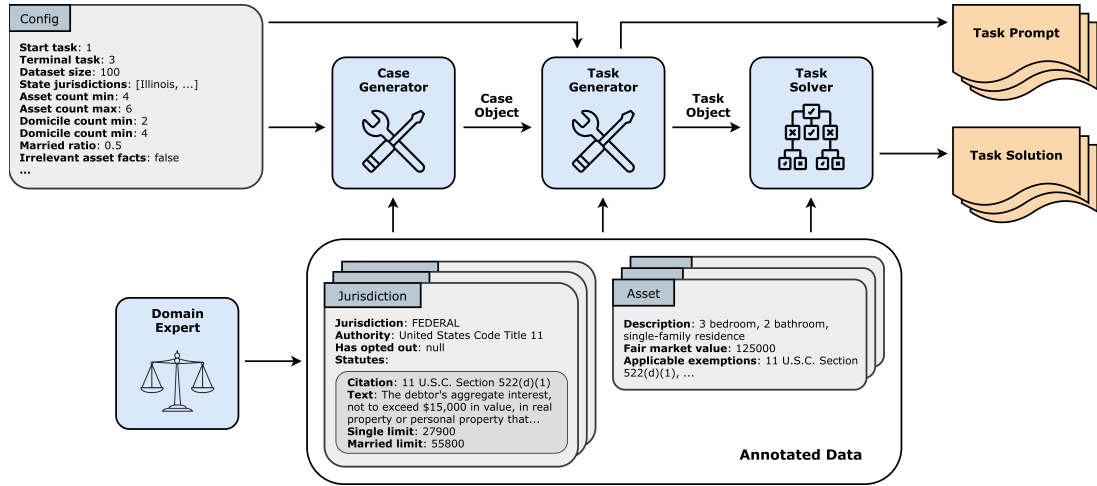 Config
Start task: 1
Terminal task: 3
Dataset size: 100
State jurisdictions: [Illinois, ...]
Asset count min: 4
Asset count max: 6
Domicile count min: 2
Domicile count min: 4
Married ratio: 0.5
Irrelevant asset facts: false
...
Case
Generator
Case
Object
Task
Generator
Task
Object
Task
Solver
Task Prompt
Task Solution
Domain
Expert
Jurisdiction
Jurisdiction: FEDERAL
Authority: United States Code Title 11
Has opted out: null
Statutes:
Citation: 11 U.S.C. Section 522(d)(1)
Text: The debtor's aggregate interest,
not to exceed $15,000 in value, in real
property or personal property that...
Single limit: 27900
Married limit: 55800
Asset
Description: 3 bedroom, 2 bathroom,
single-family residence
Fair market value: 125000
Applicable exemptions: 11 U.S.C. Section
522(d)(1), ...
Annotated Data